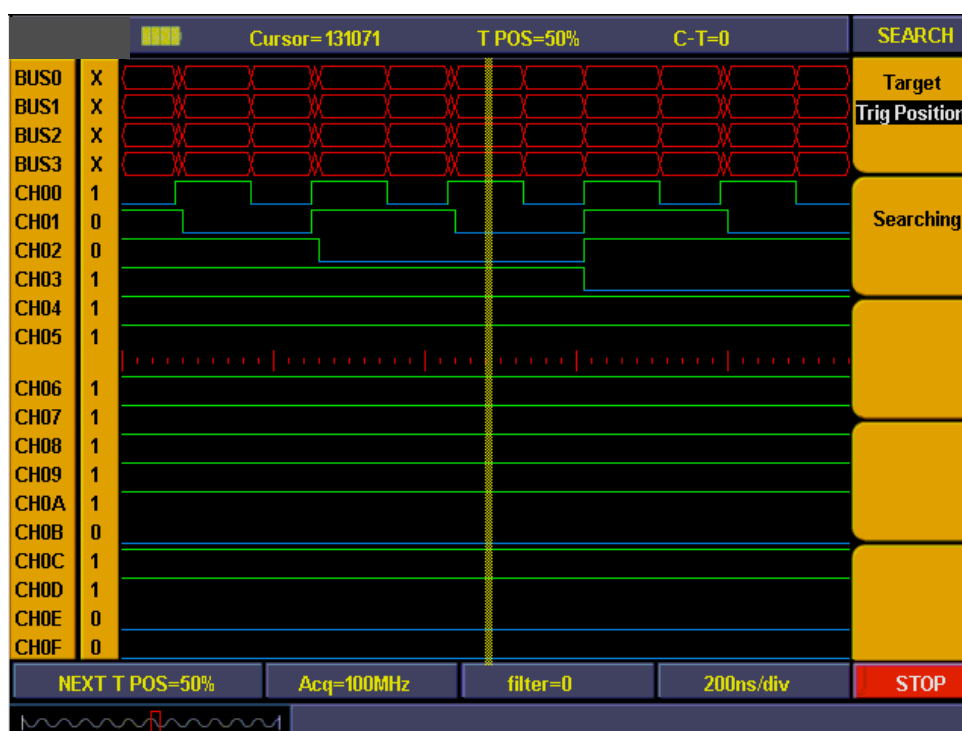 Cursor=131071 T POS=50% C-T=0 SEARCH
BUS0 X
BUS1 X
BUS2 X
BUS3 X
CH00 1
CH01 0
CH02 0
CH03 1
CH04 1
CH05 1
CH06 1
CH07 1
CH08 1
CH09 1
CH0A 1
CH0B 0
CH0C 1
CH0D 1
CH0E 0
CH0F 0
Target
Trig Position
Searching
NEXT T POS=50% Acq=100MHz filter=0 200ns/div STOP